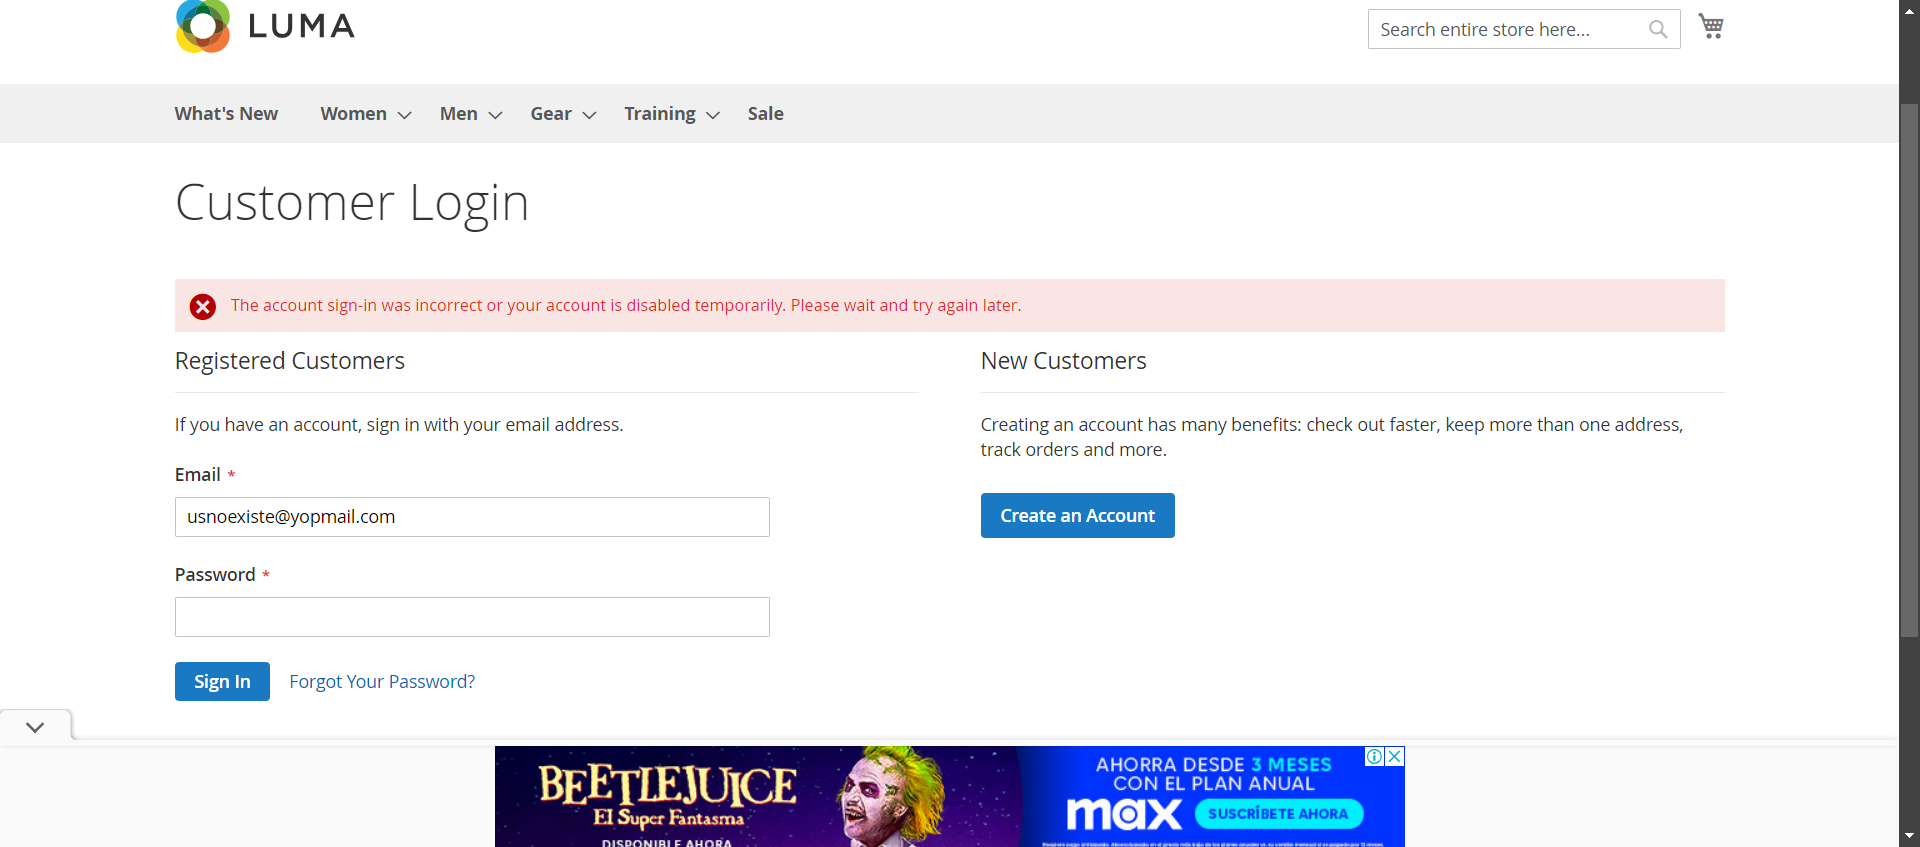 LUMA
Search entire store here...
What's New
Women
Men
Gear
Training
Sale
Customer Login
The account sign-in was incorrect or your account is disabled temporarily. Please wait and try again later.
Registered Customers
If you have an account, sign in with your email address.
Email *
usnoexiste@yopmail.com
Password *
Sign In
Forgot Your Password?
New Customers
Creating an account has many benefits: check out faster, keep more than one address,
track orders and more.
Create an Account
BEETLEJUICE
El Super Fantasma
DISPONIBLE AHORA
AHORRA DESDE 3 MESES
CON EL PLAN ANUAL
max
SUSCRÍBETE AHORA